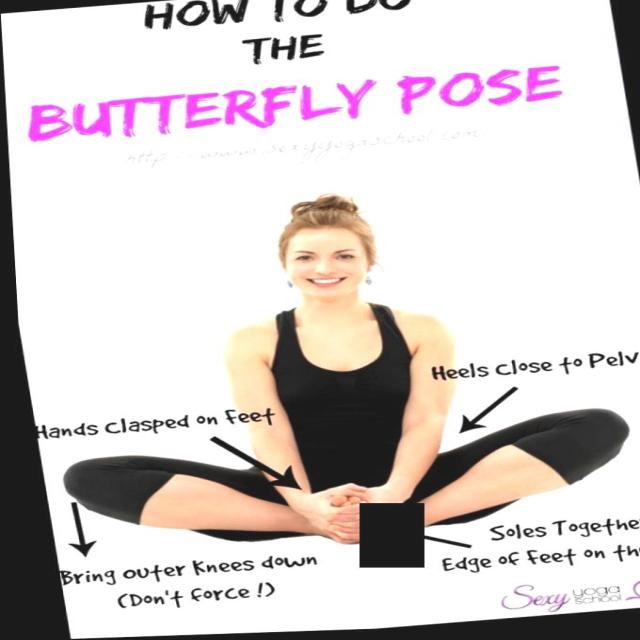 HOW TO DO
THE
BUTTERFLY POSE
Heels Close to Pelv
Hands Clasped on Feet
Soles Togethe
Edge of Feet on th
Bring outer Knees down
(Don't force!)
Sexy yoga school